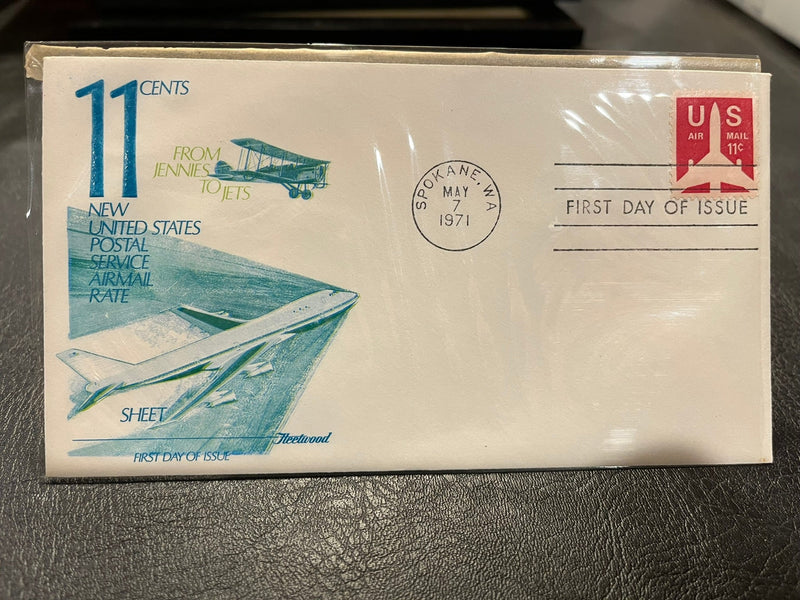 11 CENTS
FROM
JENNIES
TO JETS
NEW
UNITED STATES
POSTAL
SERVICE
AIRMAIL
RATE
SHEET
Fleetwood
FIRST DAY OF ISSUE
SPOKANE, WA
MAY
7
1971
US
AIR MAIL
11¢
FIRST DAY OF ISSUE